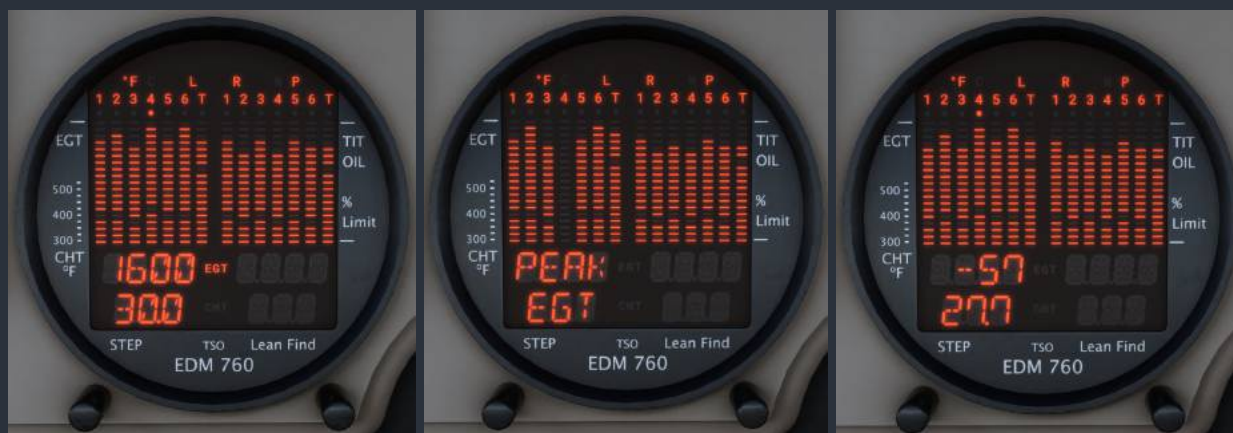 °F C L R N P
1 2 3 4 5 6 T 1 2 3 4 5 6 T
EGT
TIT
OIL
500
400
300
%
Limit
CHT
°F
1600 EGT
30.0 CHT
STEP TSO Lean Find
EDM 760
°F L R P
1 2 3 4 5 6 T 1 2 3 4 5 6 T
EGT
TIT
OIL
500
400
300
%
Limit
CHT
°F
PEAK EGT
EGT CHT
STEP TSO Lean Find
EDM 760
°F C L R N P
1 2 3 4 5 6 T 1 2 3 4 5 6 T
EGT
TIT
OIL
500
400
300
%
Limit
CHT
°F
-57 EGT
27.7 CHT
STEP TSO Lean Find
EDM 760